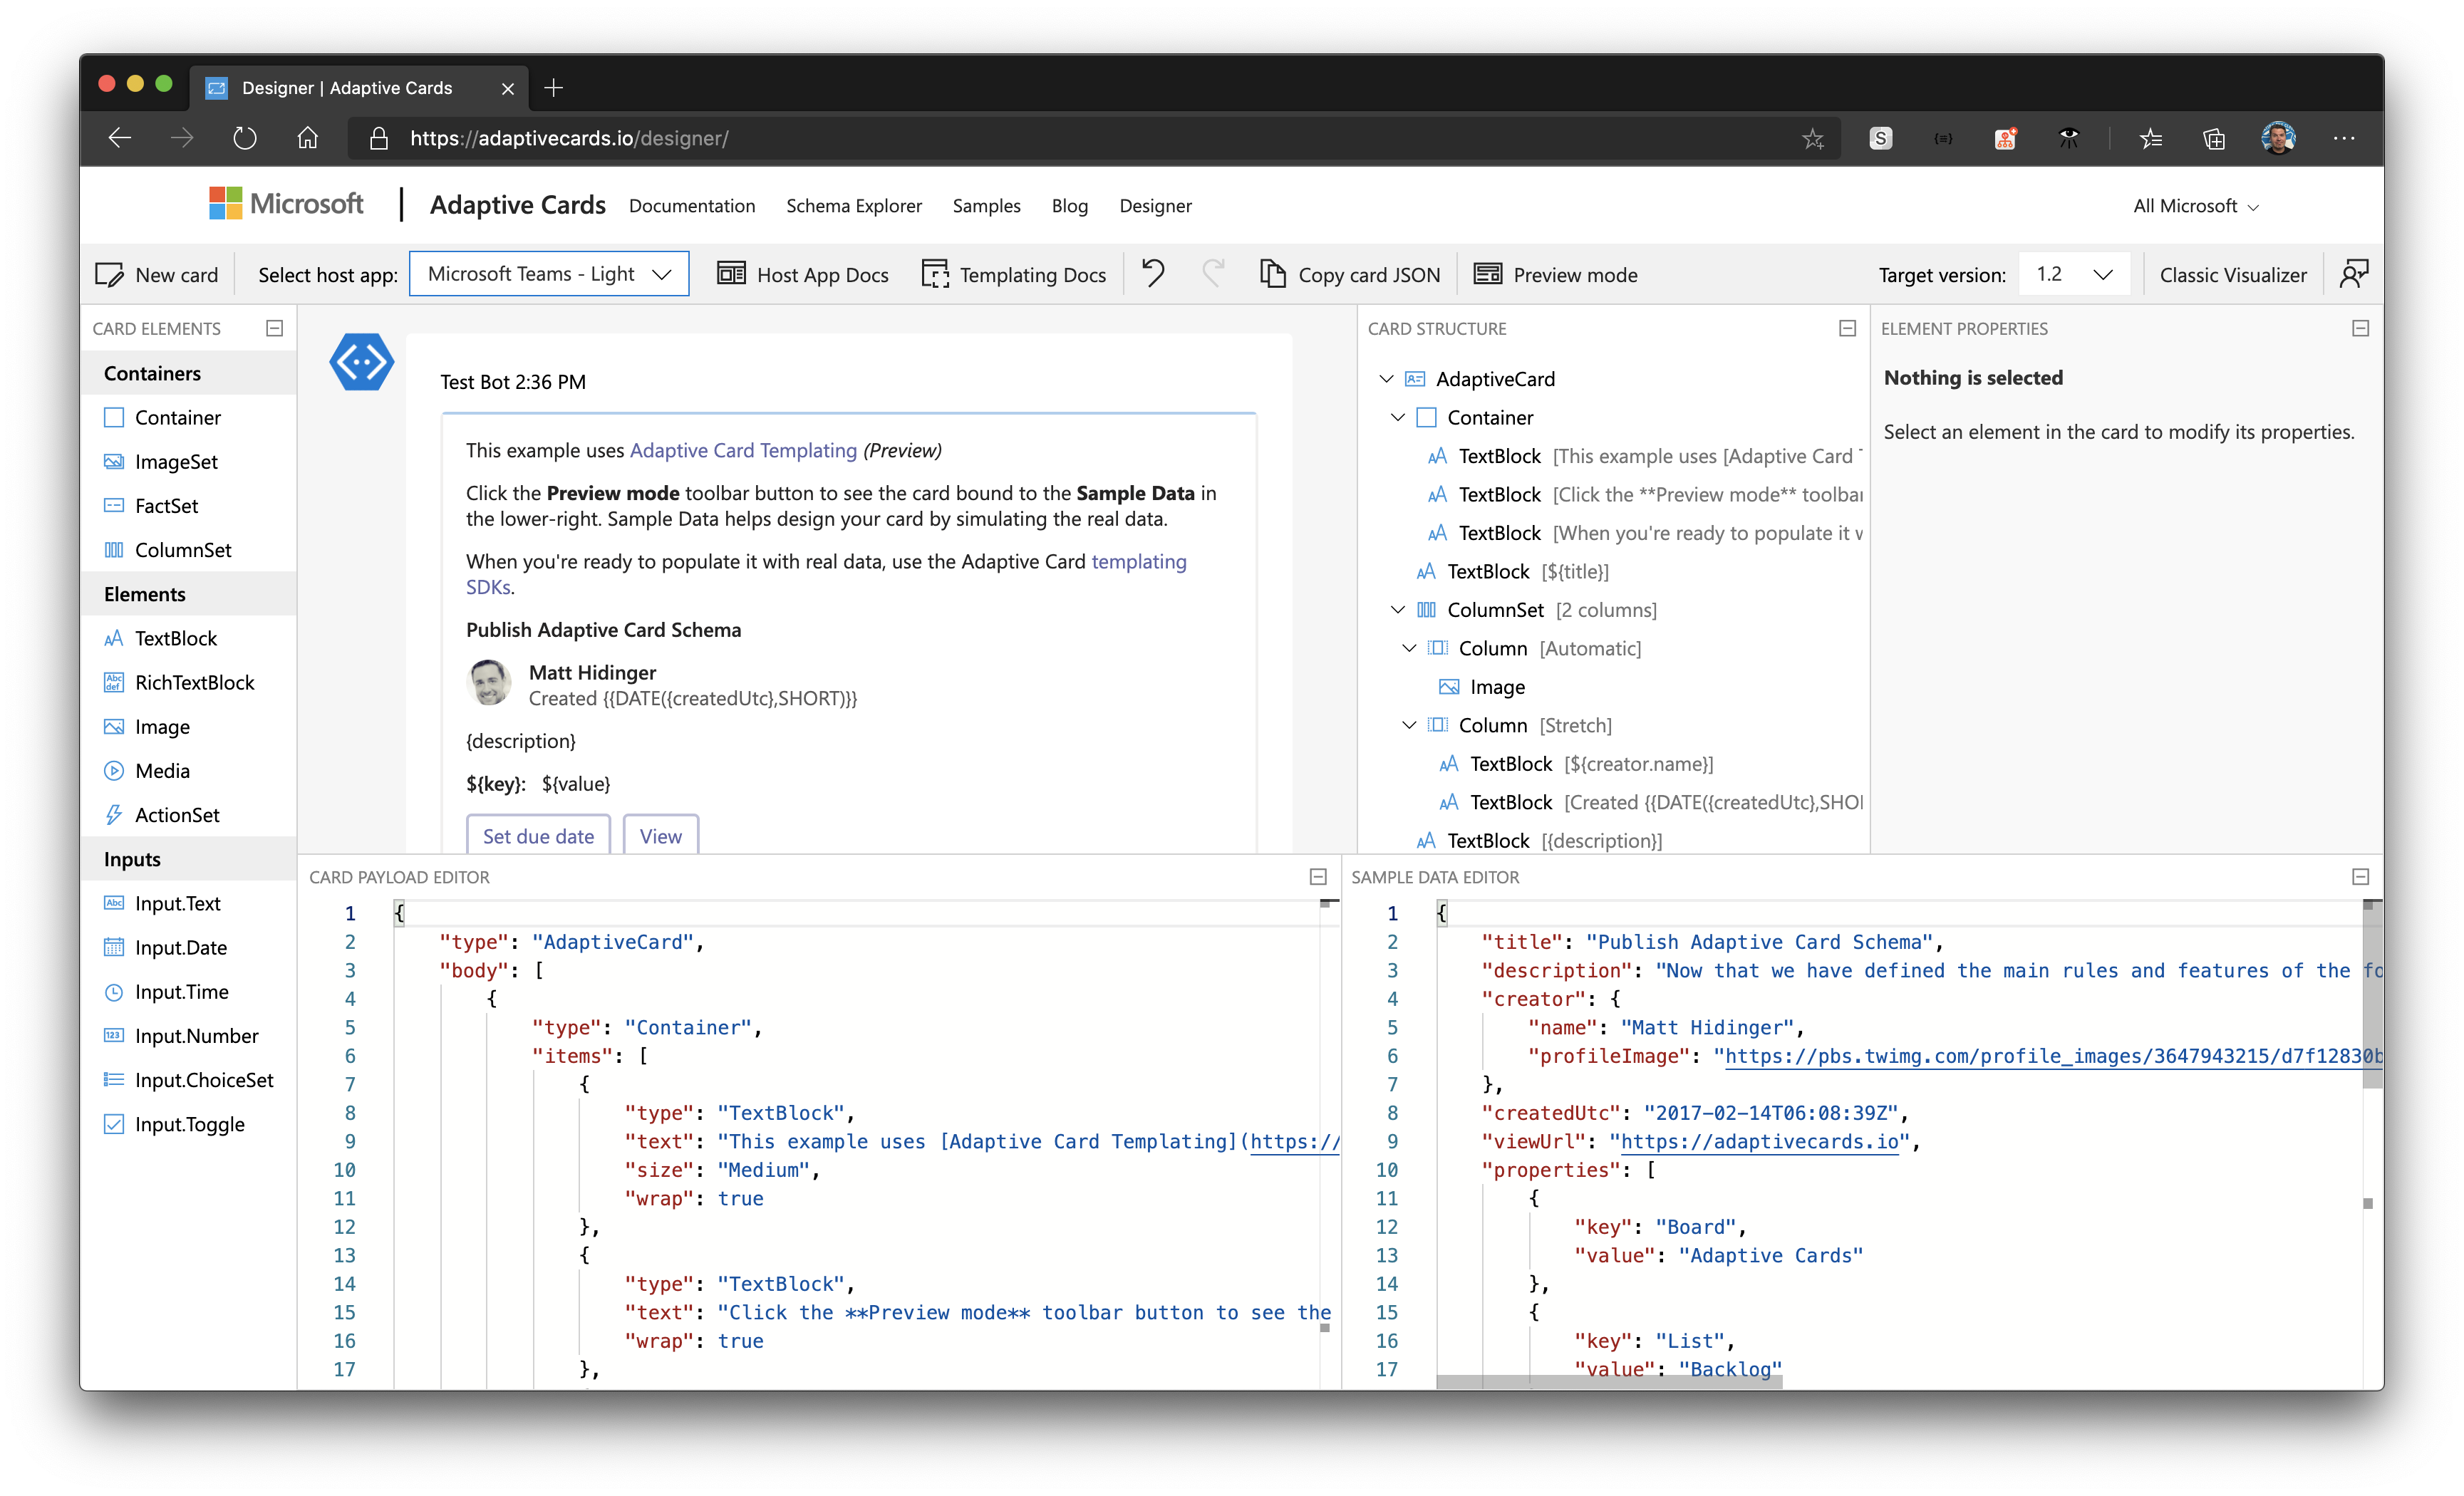 Designer | Adaptive Cards
https://adaptivecards.io/designer/
Microsoft | Adaptive Cards Documentation Schema Explorer Samples Blog Designer All Microsoft
New card Select host app: Microsoft Teams - Light Host App Docs Templating Docs Copy card JSON Preview mode Target version: 1.2 Classic Visualizer
CARD ELEMENTS
Containers
Container
ImageSet
FactSet
ColumnSet
Elements
TextBlock
RichTextBlock
Image
Media
ActionSet
Inputs
Input.Text
Input.Date
Input.Time
Input.Number
Input.ChoiceSet
Input.Toggle
Test Bot 2:36 PM
This example uses Adaptive Card Templating (Preview)
Click the Preview mode toolbar button to see the card bound to the Sample Data in
the lower-right. Sample Data helps design your card by simulating the real data.
When you're ready to populate it with real data, use the Adaptive Card templating
SDKs.
Publish Adaptive Card Schema
Matt Hidinger
Created {{DATE({createdUtc},SHORT)}}
{description}
${key}: ${value}
Set due date View
CARD STRUCTURE
AdaptiveCard
Container
TextBlock [This example uses [Adaptive Card
TextBlock [Click the **Preview mode** toolbar
TextBlock [When you're ready to populate it
TextBlock [${title}]
ColumnSet [2 columns]
Column [Automatic]
Image
Column [Stretch]
TextBlock [${creator.name}]
TextBlock [Created {{DATE({createdUtc},SHO
TextBlock [{description}]
ELEMENT PROPERTIES
Nothing is selected
Select an element in the card to modify its properties.
CARD PAYLOAD EDITOR
1 {
2 "type": "AdaptiveCard",
3 "body": [
4 {
5 "type": "Container",
6 "items": [
7 {
8 "type": "TextBlock",
9 "text": "This example uses [Adaptive Card Templating](https://
10 "size": "Medium",
11 "wrap": true
12 },
13 {
14 "type": "TextBlock",
15 "text": "Click the **Preview mode** toolbar button to see the
16 "wrap": true
17 },
SAMPLE DATA EDITOR
1 {
2 "title": "Publish Adaptive Card Schema",
3 "description": "Now that we have defined the main rules and features of the fo
4 "creator": {
5 "name": "Matt Hidinger",
6 "profileImage": "https://pbs.twimg.com/profile_images/3647943215/d7f12830b
7 },
8 "createdUtc": "2017-02-14T06:08:39Z",
9 "viewUrl": "https://adaptivecards.io",
10 "properties": [
11 {
12 "key": "Board",
13 "value": "Adaptive Cards"
14 },
15 {
16 "key": "List",
17 "value": "Backlog"